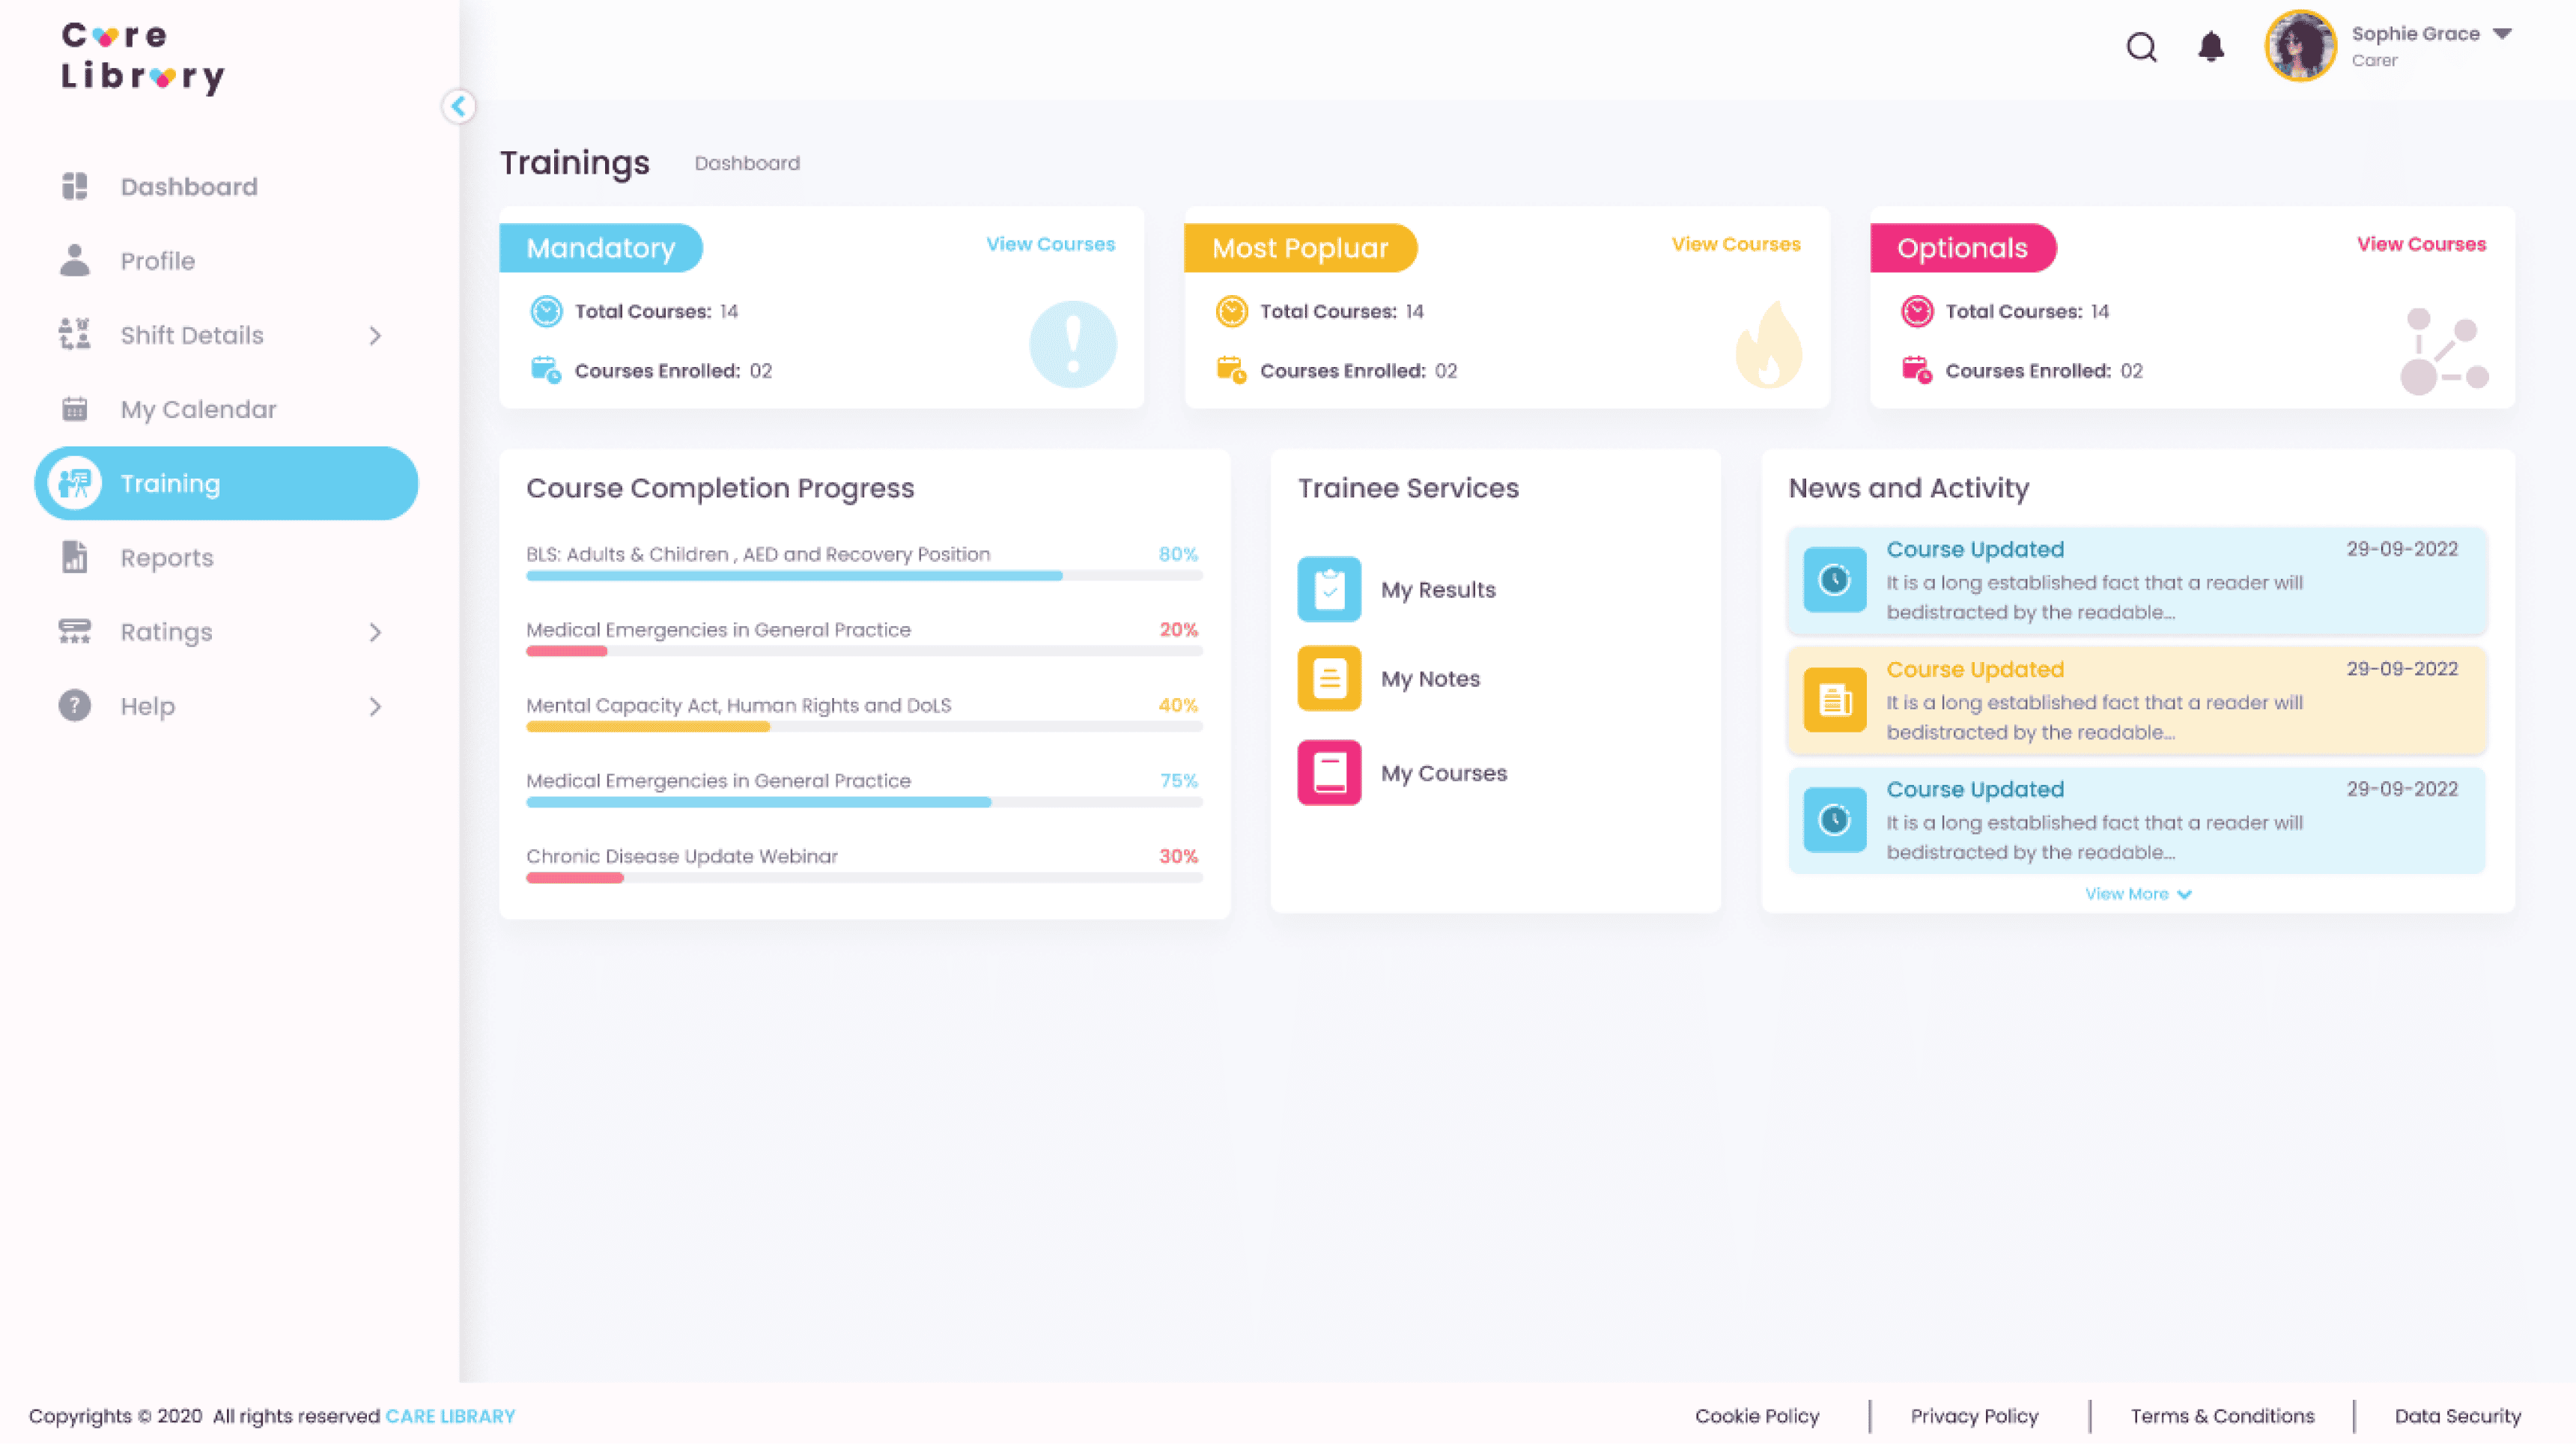 Care
Library
Dashboard
Profile
Shift Details
My Calendar
Training
Reports
Ratings
Help
Sophie Grace
Carer
Trainings Dashboard
Mandatory
View Courses
Total Courses: 14
Courses Enrolled: 02
Most Popluar
View Courses
Total Courses: 14
Courses Enrolled: 02
Optionals
View Courses
Total Courses: 14
Courses Enrolled: 02
Course Completion Progress
BLS: Adults & Children , AED and Recovery Position 80%
Medical Emergencies in General Practice 20%
Mental Capacity Act, Human Rights and DoLS 40%
Medical Emergencies in General Practice 75%
Chronic Disease Update Webinar 30%
Trainee Services
My Results
My Notes
My Courses
News and Activity
Course Updated 29-09-2022
It is a long established fact that a reader will
bedistracted by the readable...
Course Updated 29-09-2022
It is a long established fact that a reader will
bedistracted by the readable...
Course Updated 29-09-2022
It is a long established fact that a reader will
bedistracted by the readable...
View More
Copyrights © 2020 All rights reserved CARE LIBRARY
Cookie Policy | Privacy Policy | Terms & Conditions | Data Security